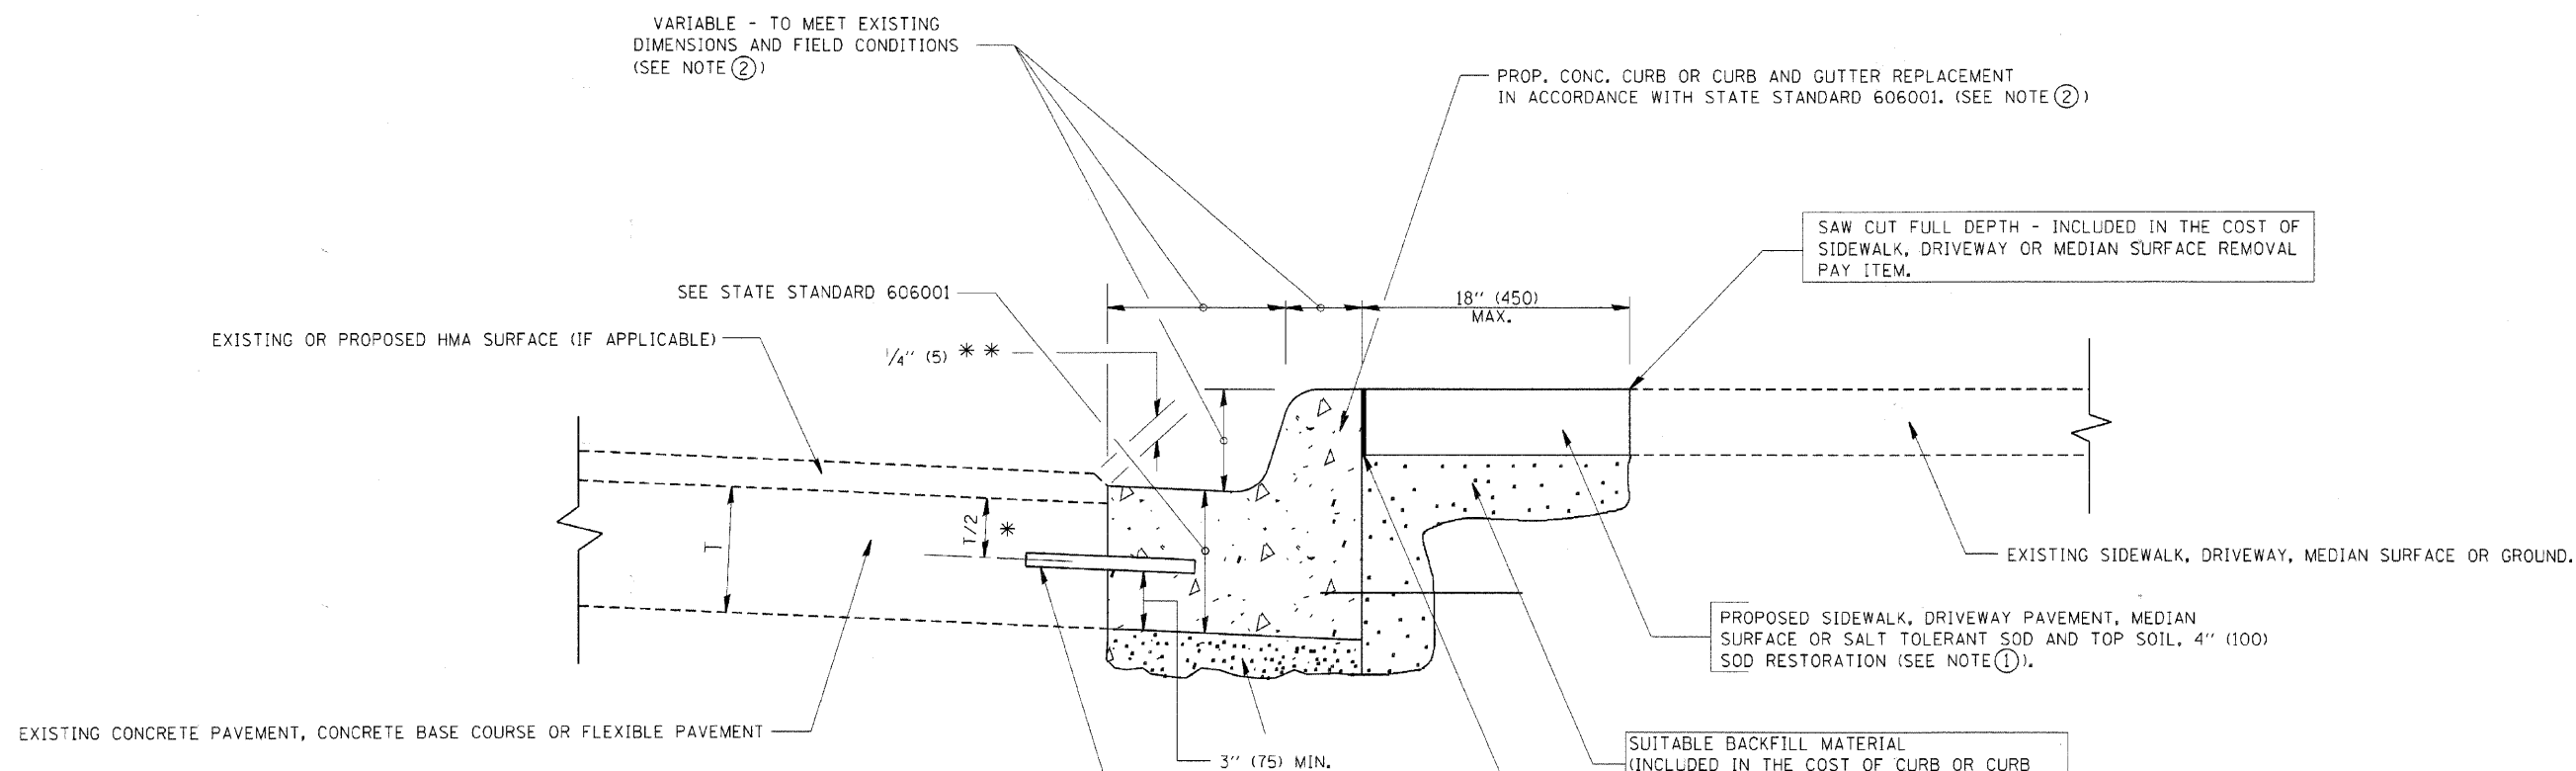 VARIABLE - TO MEET EXISTING
DIMENSIONS AND FIELD CONDITIONS
(SEE NOTE ②)
PROP. CONC. CURB OR CURB AND GUTTER REPLACEMENT
IN ACCORDANCE WITH STATE STANDARD 606001. (SEE NOTE ②)
SAW CUT FULL DEPTH - INCLUDED IN THE COST OF
SIDEWALK, DRIVEWAY OR MEDIAN SURFACE REMOVAL
PAY ITEM.
SEE STATE STANDARD 606001
18'' (450)
MAX.
EXISTING OR PROPOSED HMA SURFACE (IF APPLICABLE)
1/4'' (5) * *
T
T/2 *
EXISTING SIDEWALK, DRIVEWAY, MEDIAN SURFACE OR GROUND.
PROPOSED SIDEWALK, DRIVEWAY PAVEMENT, MEDIAN
SURFACE OR SALT TOLERANT SOD AND TOP SOIL, 4'' (100)
SOD RESTORATION (SEE NOTE ①).
EXISTING CONCRETE PAVEMENT, CONCRETE BASE COURSE OR FLEXIBLE PAVEMENT
3'' (75) MIN.
SUITABLE BACKFILL MATERIAL
(INCLUDED IN THE COST OF CURB OR CURB